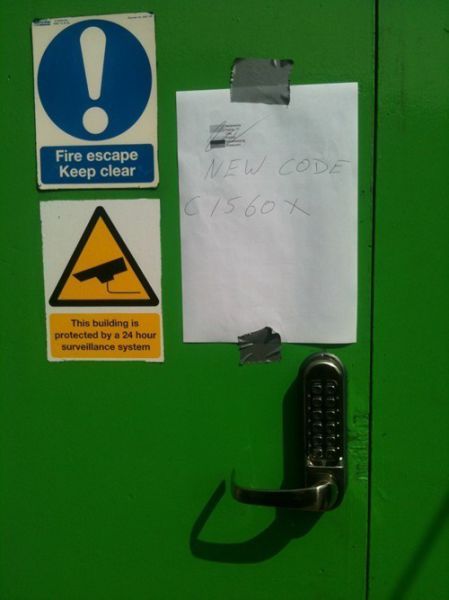 Fire escape
Keep clear
NEW CODE
C1560X
This building is
protected by a 24 hour
surveillance system